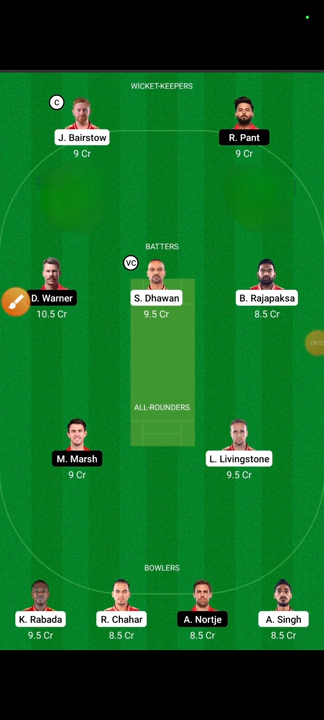 WICKET-KEEPERS
C
J. Bairstow
R. Pant
9 Cr
9 Cr
BATTERS
VC
D. Warner
S. Dhawan
B. Rajapaksa
10.5 Cr
9.5 Cr
8.5 Cr
ALL-ROUNDERS
M. Marsh
L. Livingstone
9 Cr
9.5 Cr
BOWLERS
K. Rabada
R. Chahar
A. Nortje
A. Singh
9.5 Cr
8.5 Cr
8.5 Cr
8.5 Cr